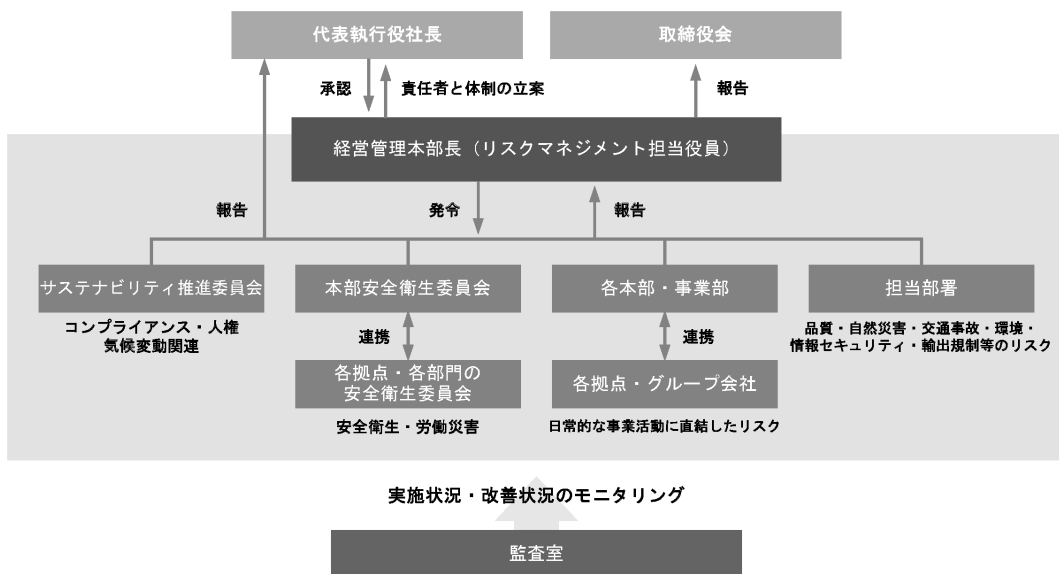 代表執行役社長
取締役会
承認
責任者と体制の立案
報告
経営管理本部長（リスクマネジメント担当役員）
報告
発令
報告
サステナビリティ推進委員会
本部安全衛生委員会
各本部・事業部
担当部署
コンプライアンス・人権
気候変動関連
連携
連携
品質・自然災害・交通事故・環境・
情報セキュリティ・輸出規制等のリスク
各拠点・各部門の
安全衛生委員会
各拠点・グループ会社
安全衛生・労働災害
日常的な事業活動に直結したリスク
実施状況・改善状況のモニタリング
監査室